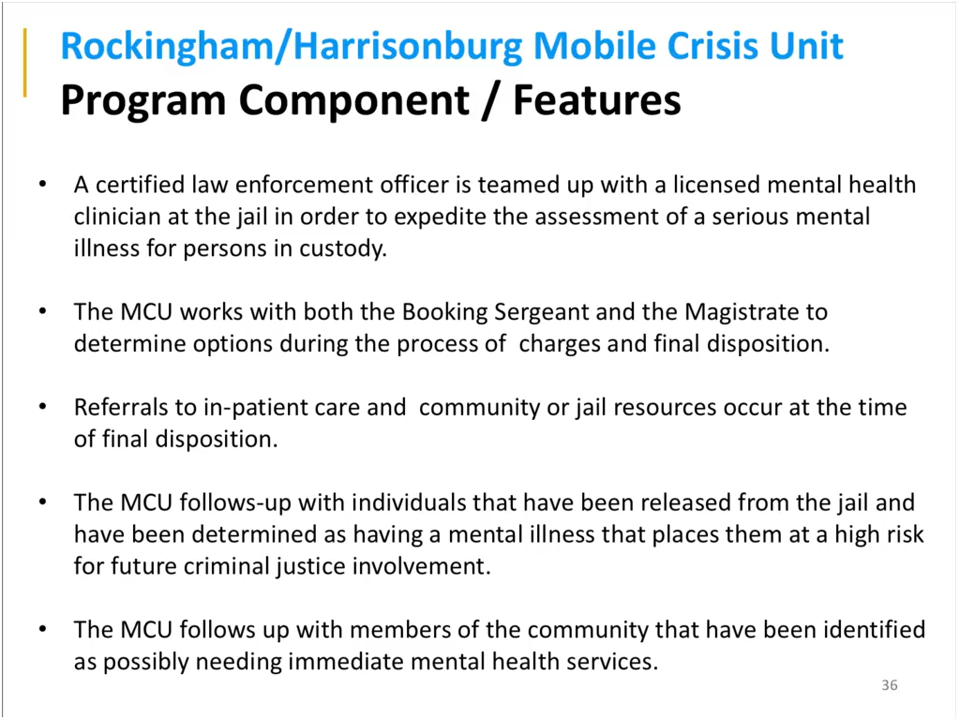 Rockingham/Harrisonburg Mobile Crisis Unit
Program Component / Features
• A certified law enforcement officer is teamed up with a licensed mental health
clinician at the jail in order to expedite the assessment of a serious mental
illness for persons in custody.
• The MCU works with both the Booking Sergeant and the Magistrate to
determine options during the process of  charges and final disposition.
• Referrals to in-patient care and  community or jail resources occur at the time
of final disposition.
• The MCU follows-up with individuals that have been released from the jail and
have been determined as having a mental illness that places them at a high risk
for future criminal justice involvement.
• The MCU follows up with members of the community that have been identified
as possibly needing immediate mental health services.
36